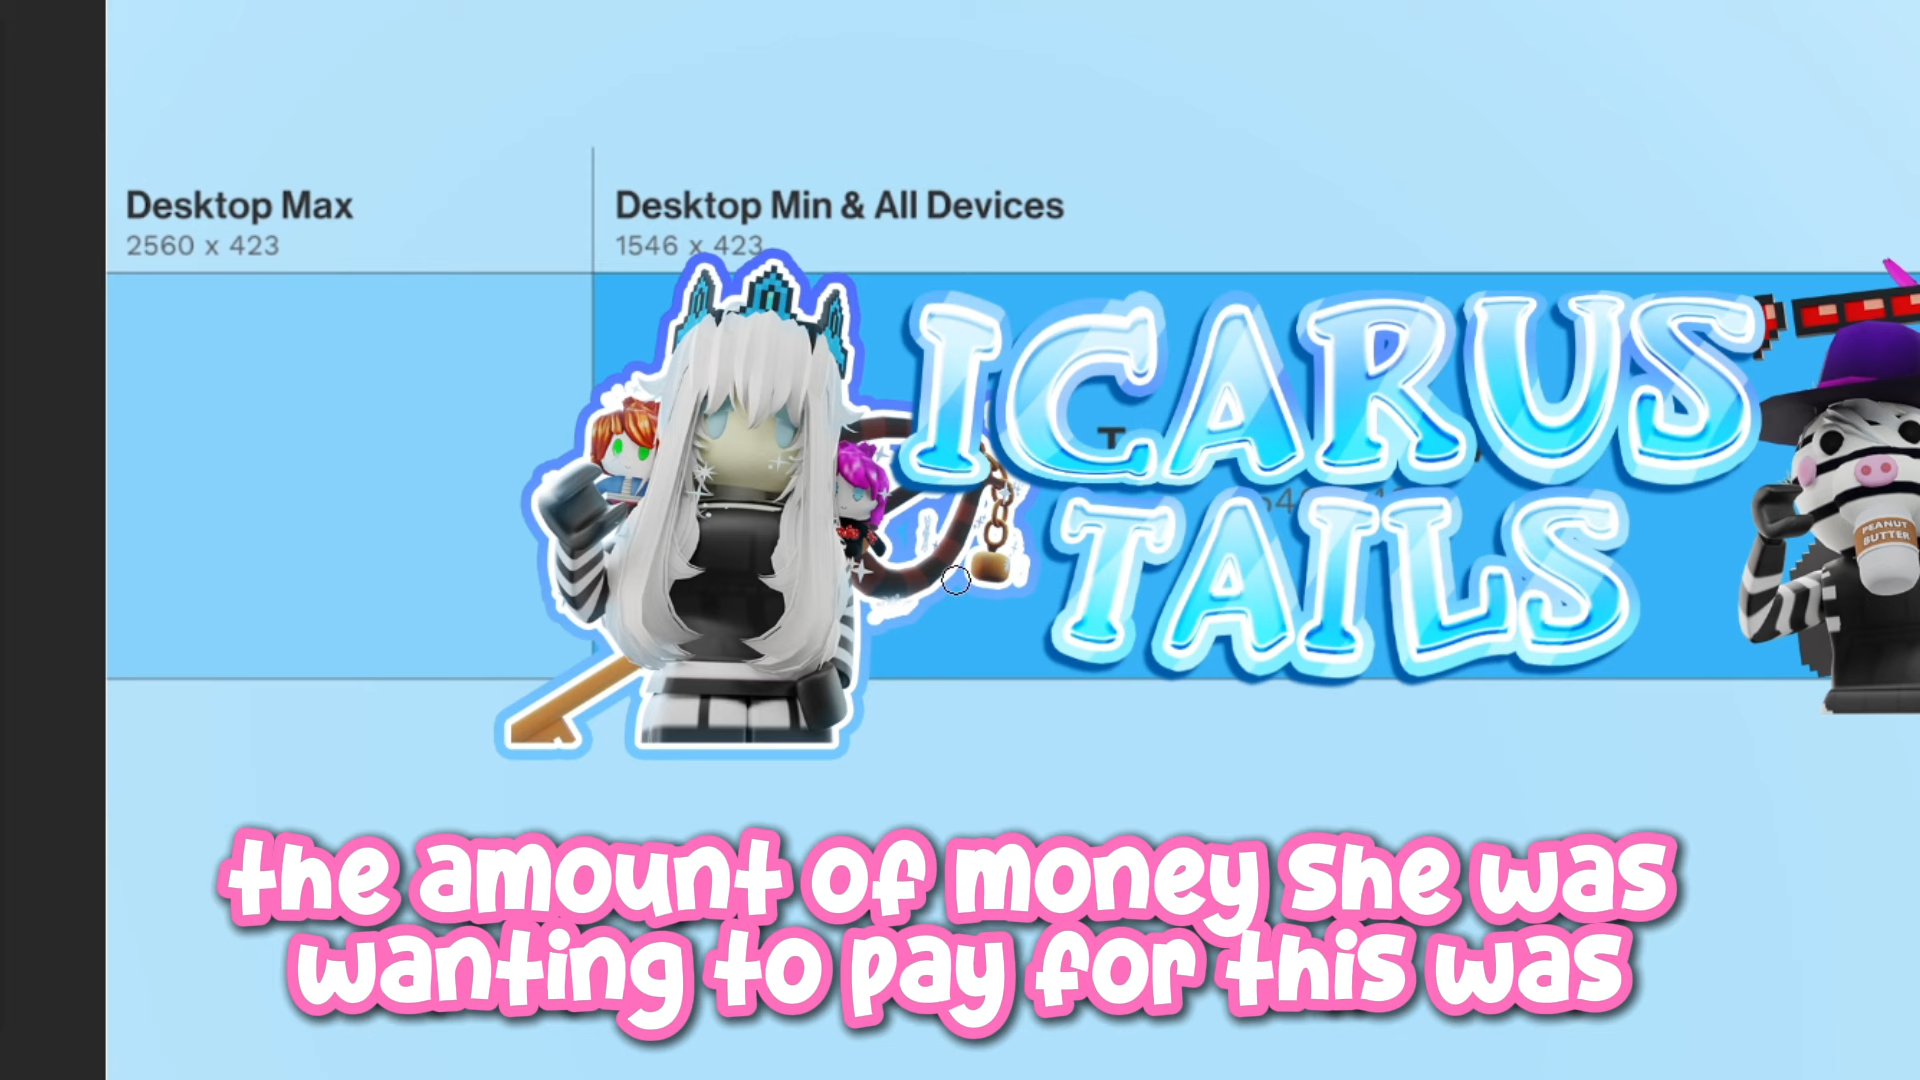 Desktop Max
2560 x 423
Desktop Min & All Devices
1546 x 423
ICARUS
TAILS
PEANUT
BUTTER
the amount of money she was
wanting to pay for this was